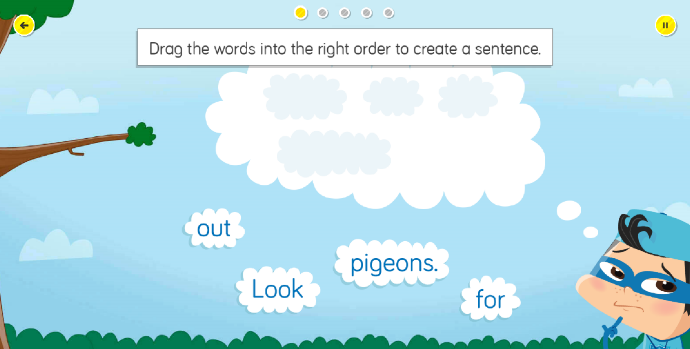 Drag the words into the right order to create a sentence.
out
pigeons.
Look
for